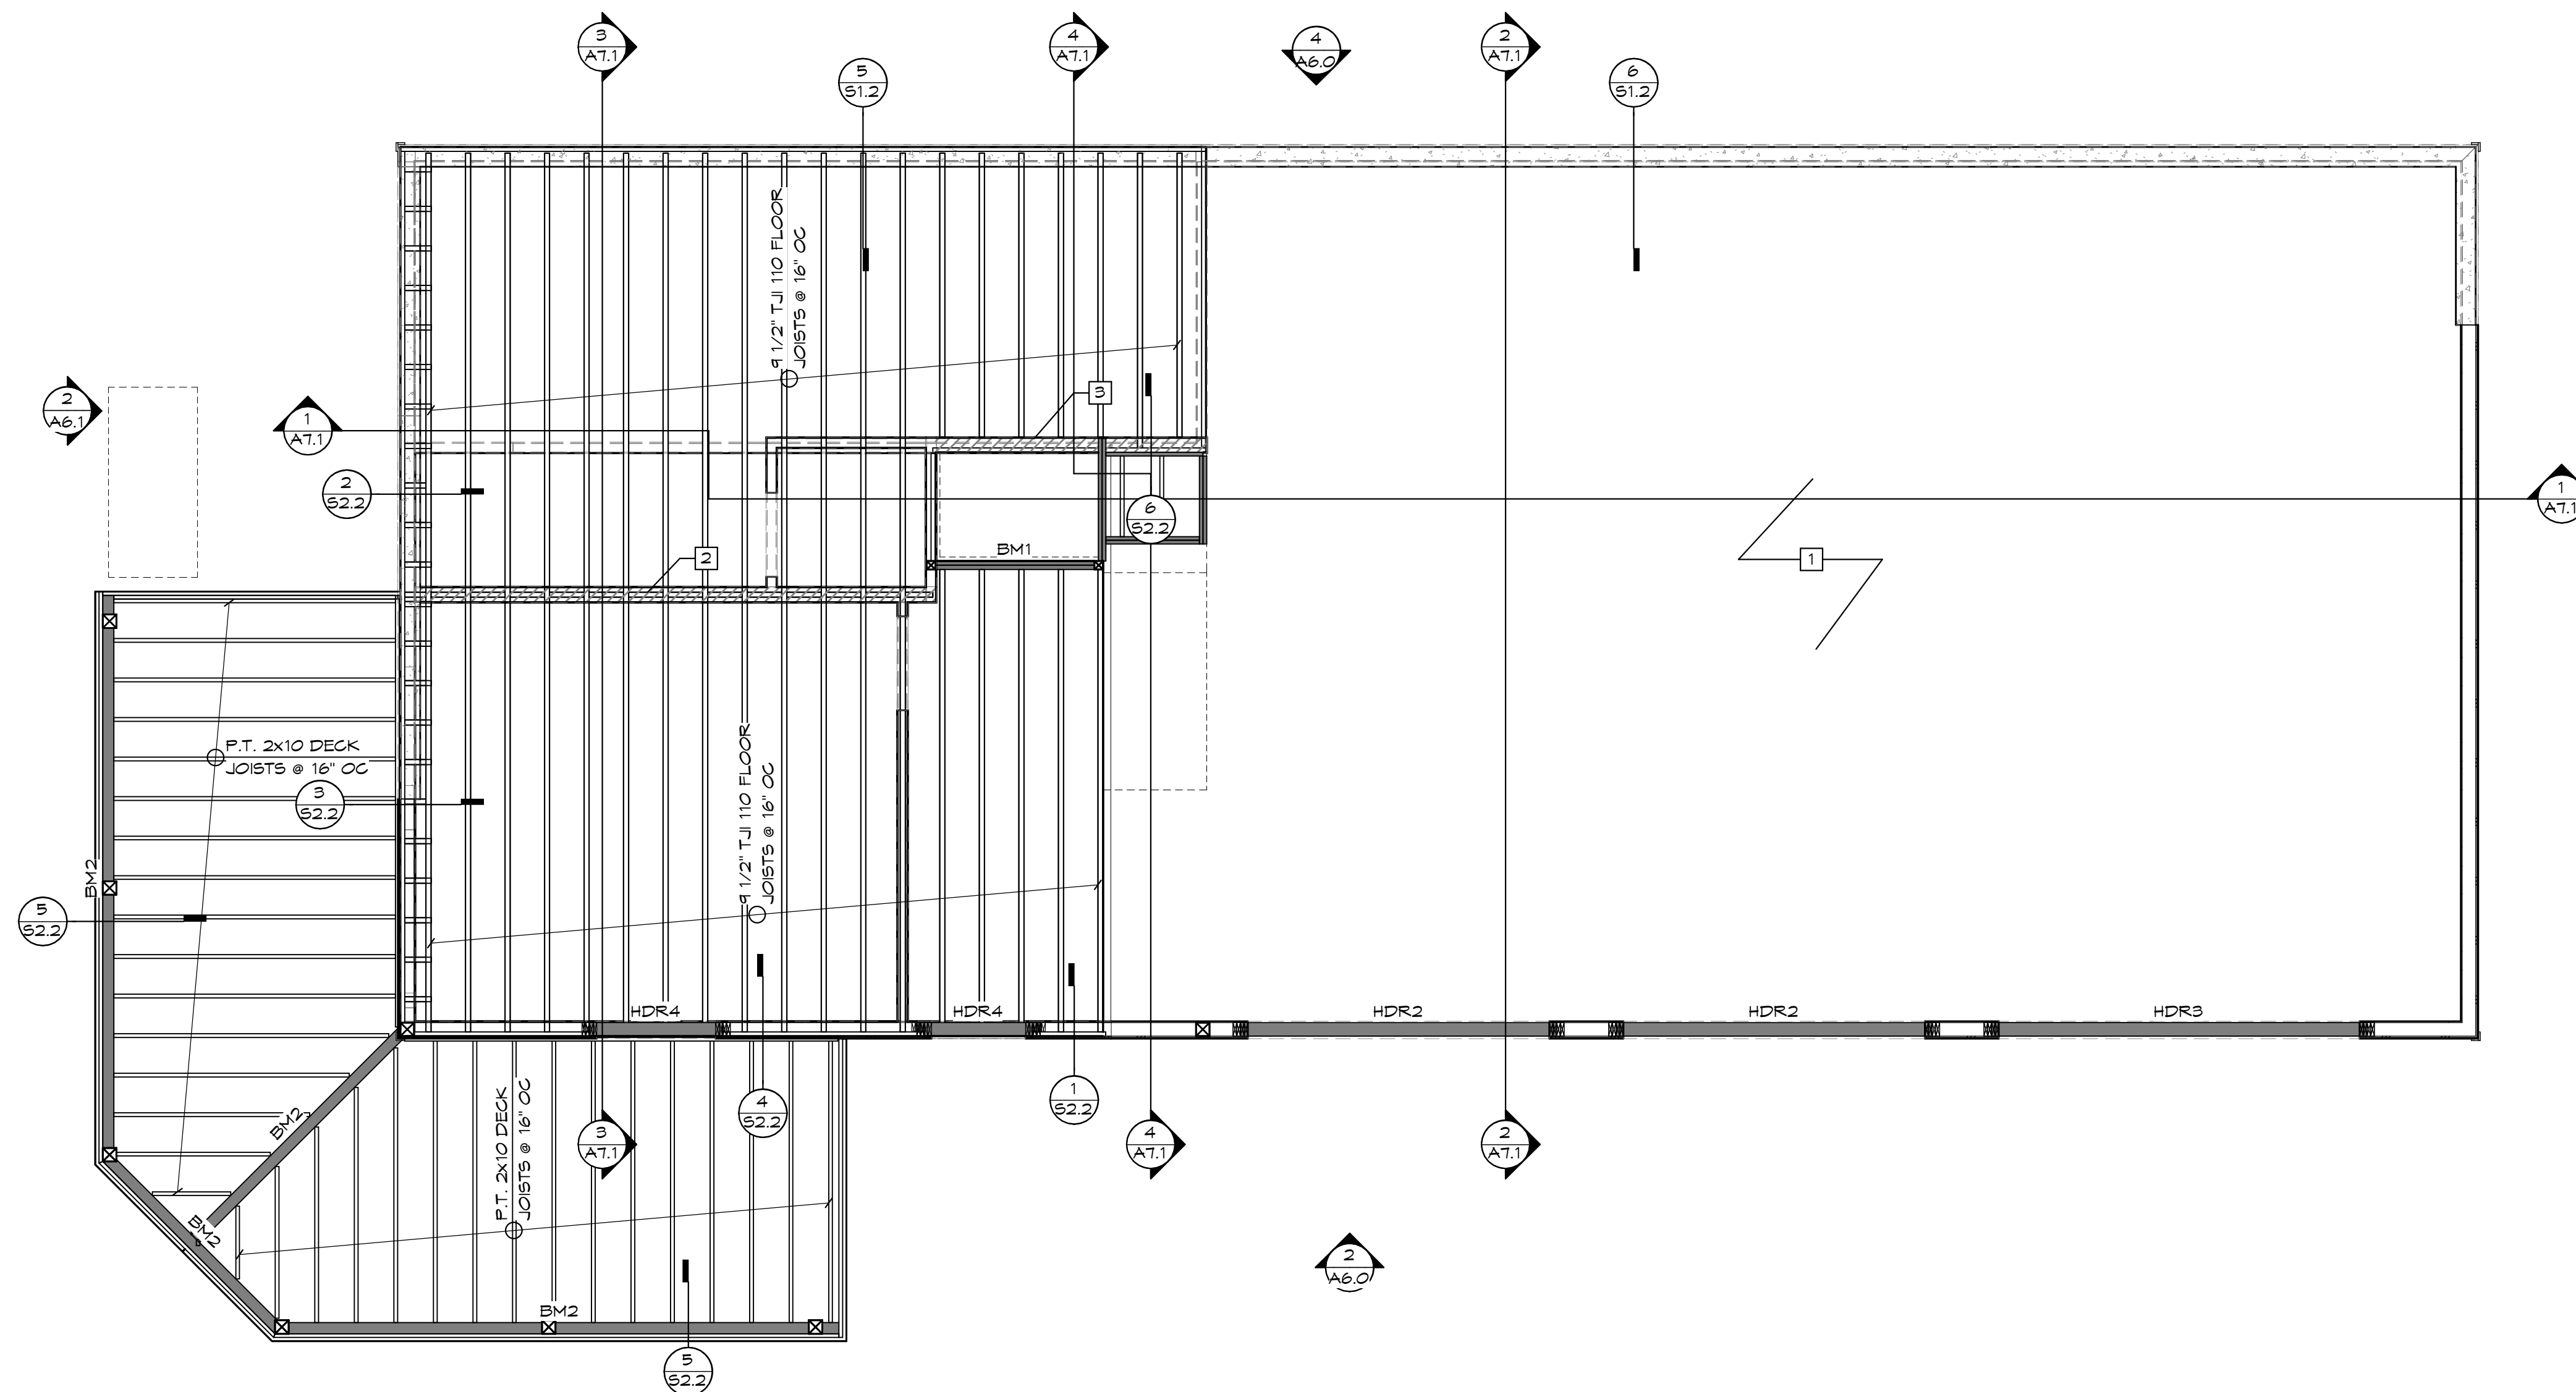 3
A7.1
4
A7.1
4
A6.0
2
A7.1
5
S1.2
6
S1.2
9 1/2" TJI 110 FLOOR
JOISTS @ 16" OC
3
2
A6.1
1
A7.1
2
S2.2
6
S2.2
1
A7.1
BM1
2
1
P.T. 2x10 DECK
JOISTS @ 16" OC
3
S2.2
9 1/2" TJI 110 FLOOR
JOISTS @ 16" OC
BM2
5
S2.2
HDR4
HDR4
HDR2
HDR2
HDR3
BM2
P.T. 2x10 DECK
JOISTS @ 16" OC
4
S2.2
1
S2.2
3
A7.1
4
A7.1
2
A7.1
BM2
2
A6.0
BM2
5
S2.2